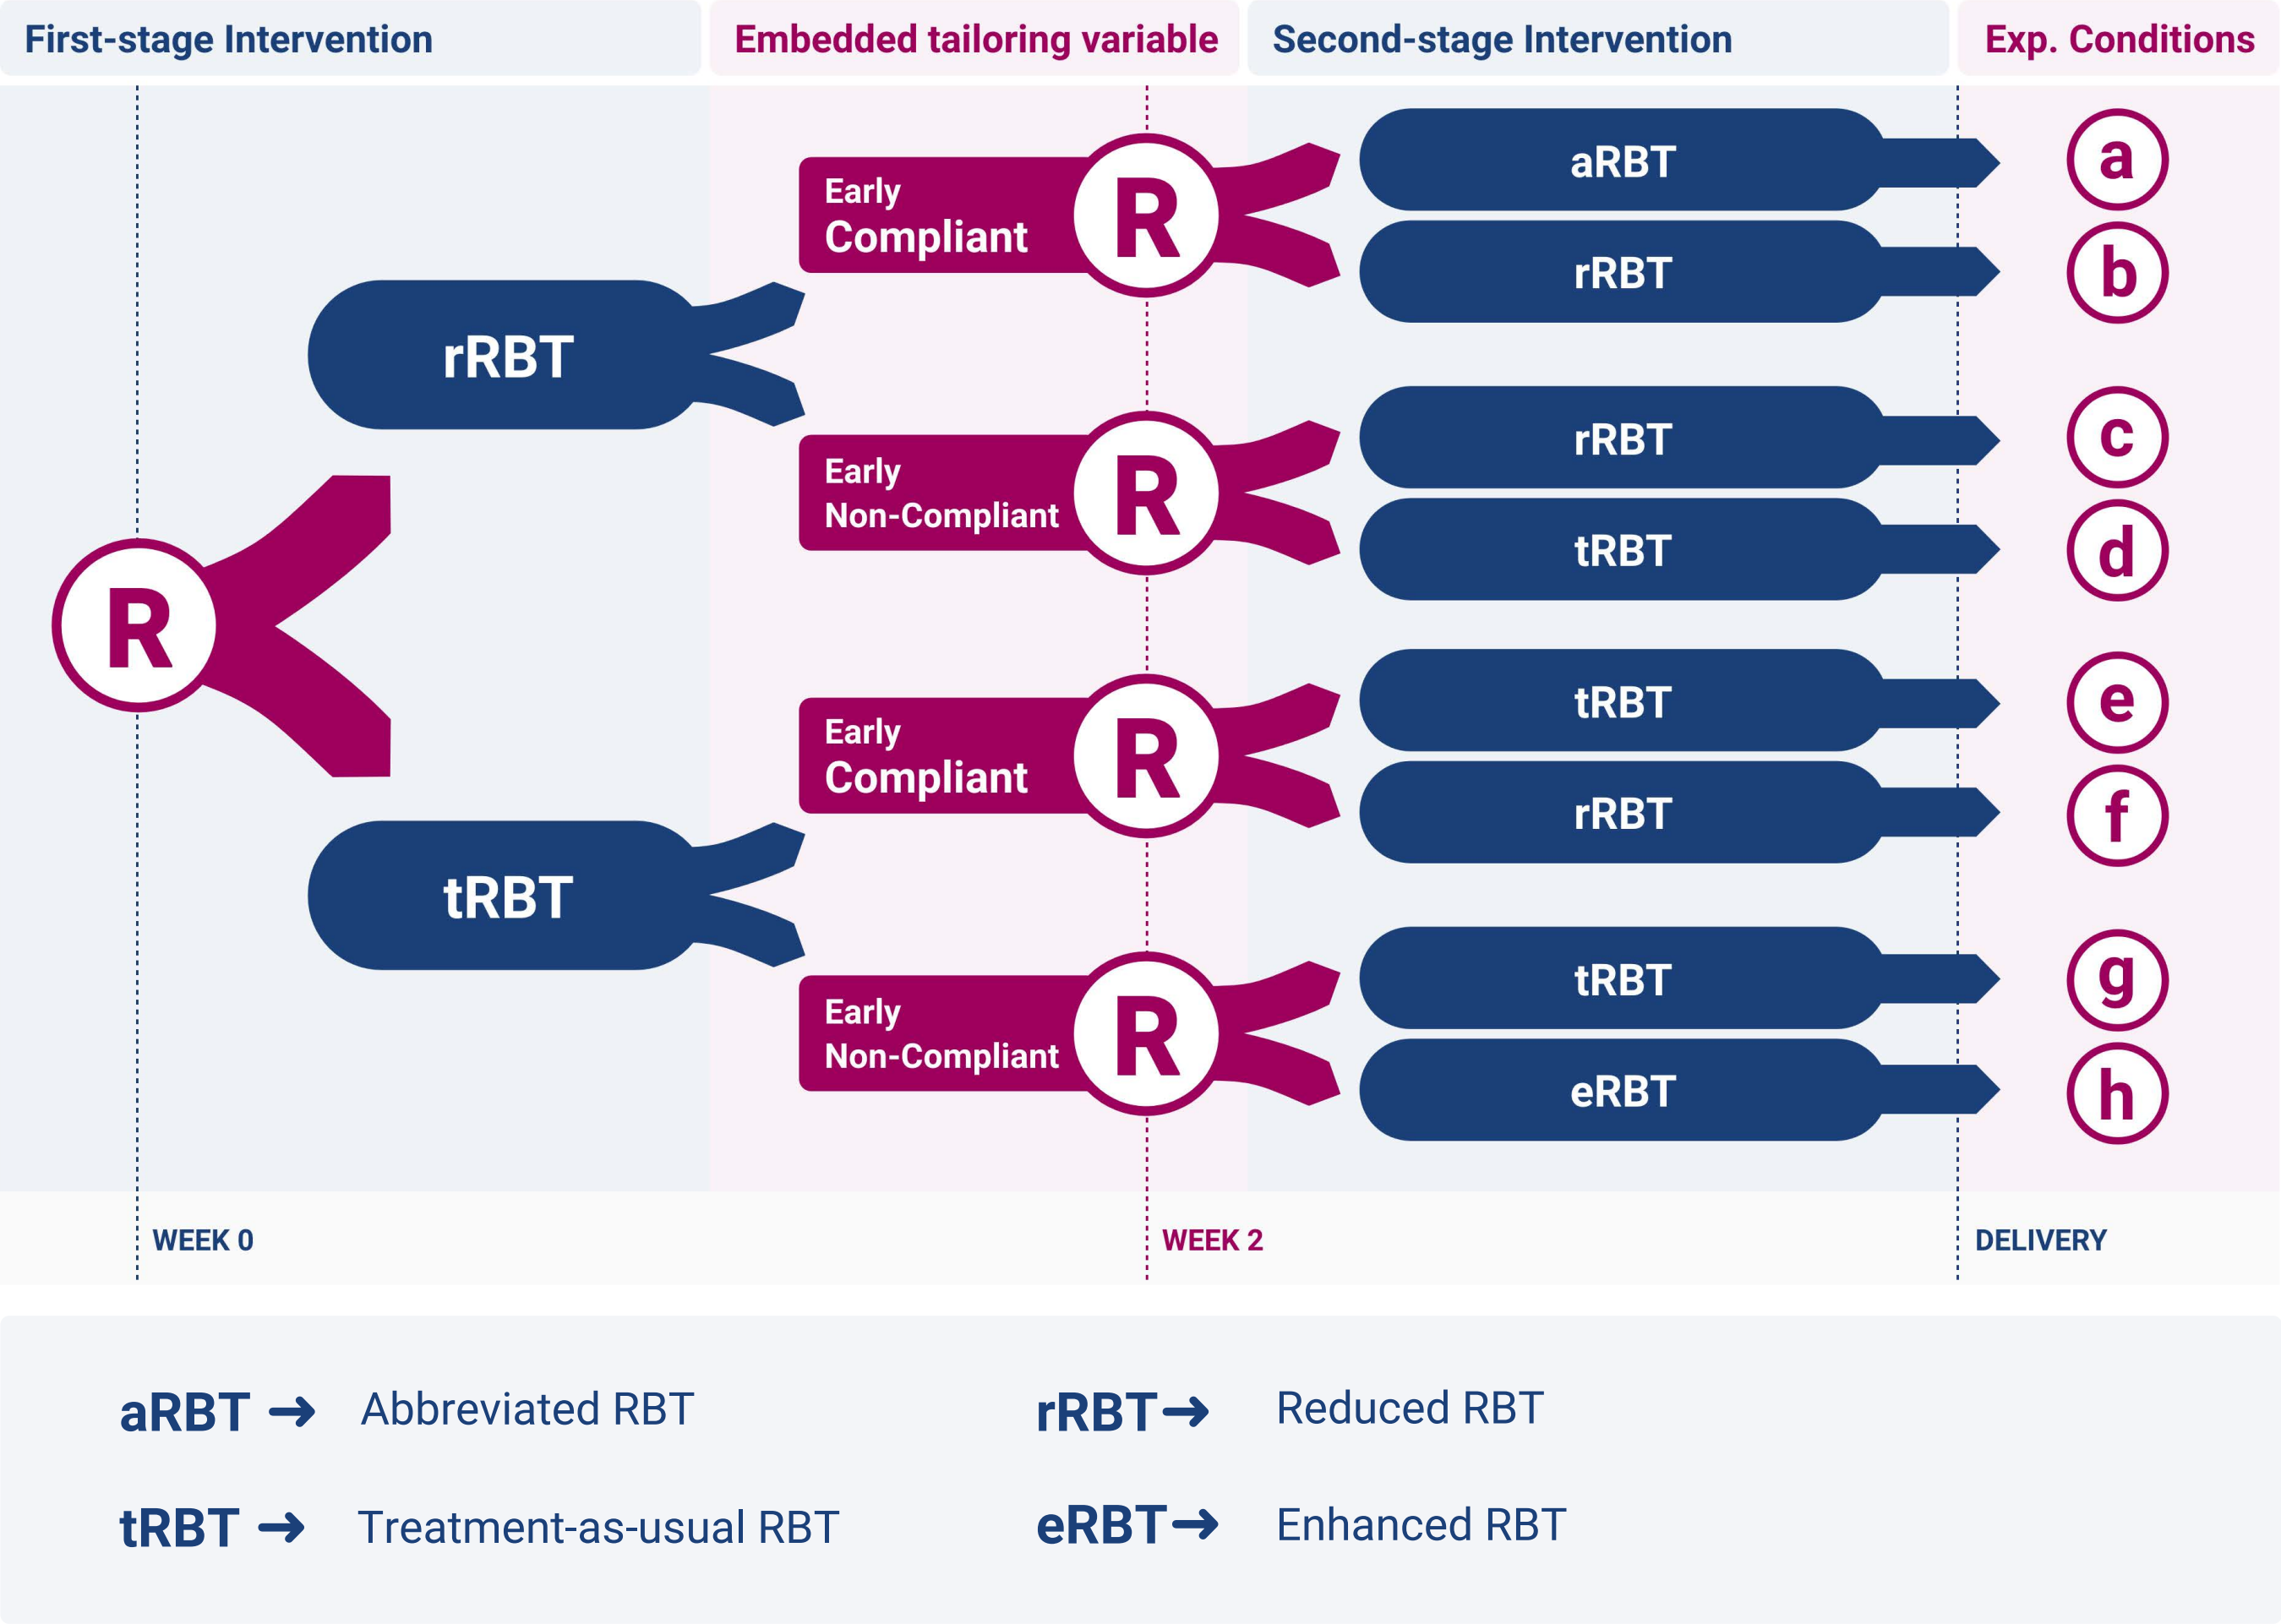 First-stage Intervention
Embedded tailoring variable
Second-stage Intervention
Exp. Conditions
R
rRBT
tRBT
Early
Compliant
R
aRBT
a
rRBT
b
Early
Non-Compliant
R
rRBT
c
tRBT
d
Early
Compliant
R
tRBT
e
rRBT
f
Early
Non-Compliant
R
tRBT
g
eRBT
h
WEEK 0
WEEK 2
DELIVERY
aRBT → Abbreviated RBT
rRBT → Reduced RBT
tRBT → Treatment-as-usual RBT
eRBT → Enhanced RBT